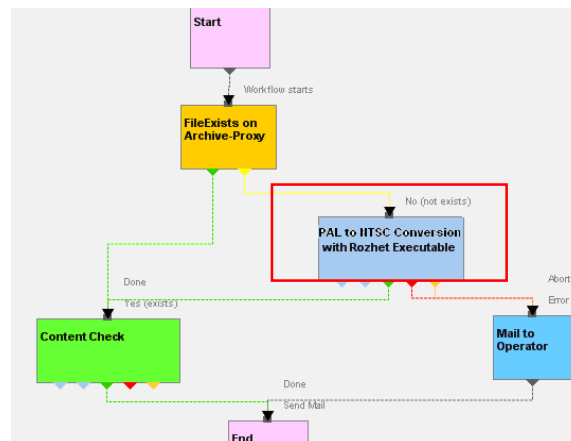 Start
Workflow starts
FileExists on
Archive-Proxy
No (not exists)
PAL to NTSC Conversion
with Rozhet Executable
Done
Yes (exists)
Abort
Error
Content Check
Mail to
Operator
Done
Send Mail
End